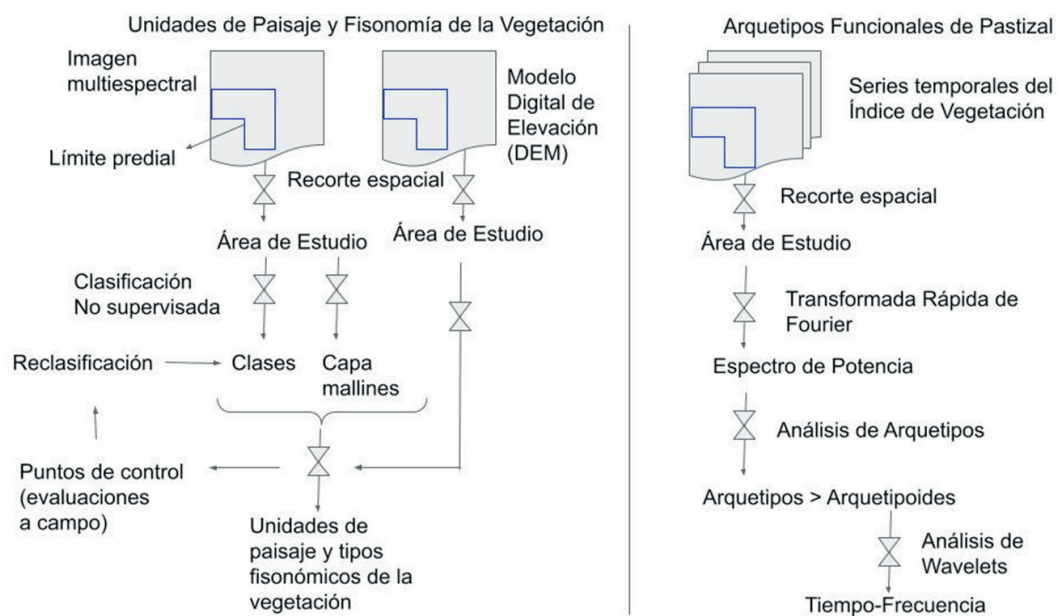 Unidades de Paisaje y Fisonomía de la Vegetación
Imagen
multiespectral
Límite predial
Modelo
Digital de
Elevación
(DEM)
Recorte espacial
Área de Estudio
Área de Estudio
Clasificación
No supervisada
Reclasificación
Clases
Capa
mallines
Puntos de control
(evaluaciones
a campo)
Unidades de
paisaje y tipos
fisonómicos de la
vegetación
Arquetipos Funcionales de Pastizal
Series temporales del
Índice de Vegetación
Recorte espacial
Área de Estudio
Transformada Rápida de
Fourier
Espectro de Potencia
Análisis de Arquetipos
Arquetipos > Arquetipoides
Análisis de
Wavelets
Tiempo-Frecuencia